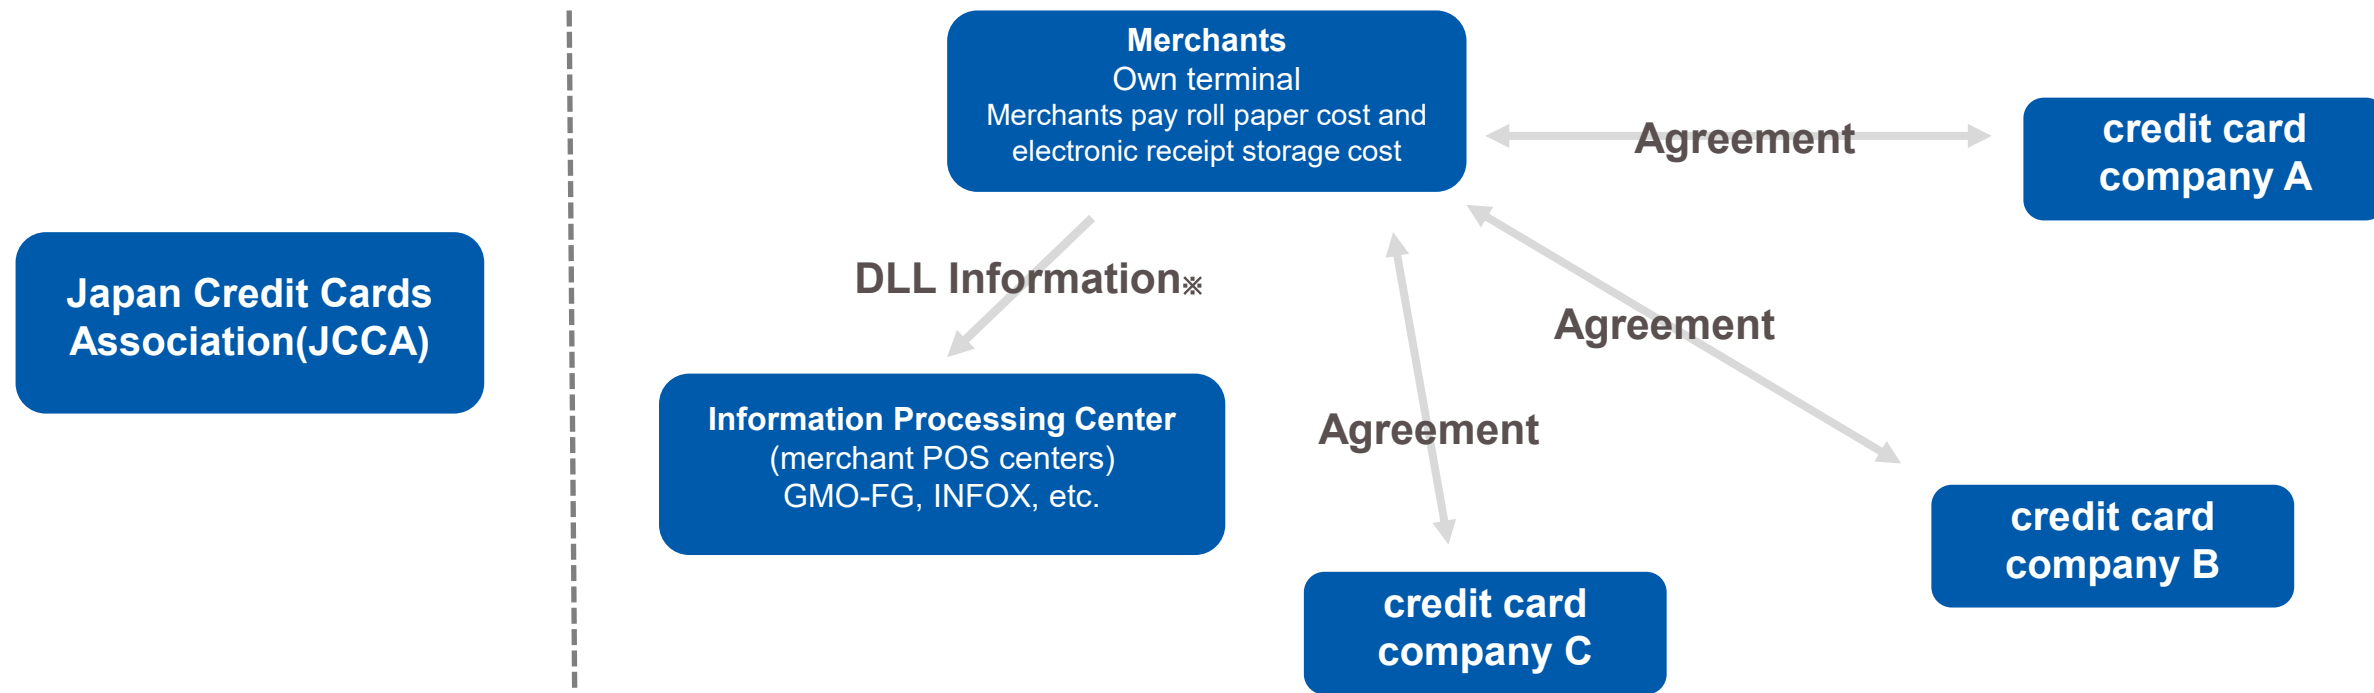 Japan Credit Cards
Association(JCCA)
Merchants
Own terminal
Merchants pay roll paper cost and
electronic receipt storage cost
Agreement
credit card
company A
DLL Information※
Agreement
Information Processing Center
(merchant POS centers)
GMO-FG, INFOX, etc.
Agreement
credit card
company B
credit card
company C